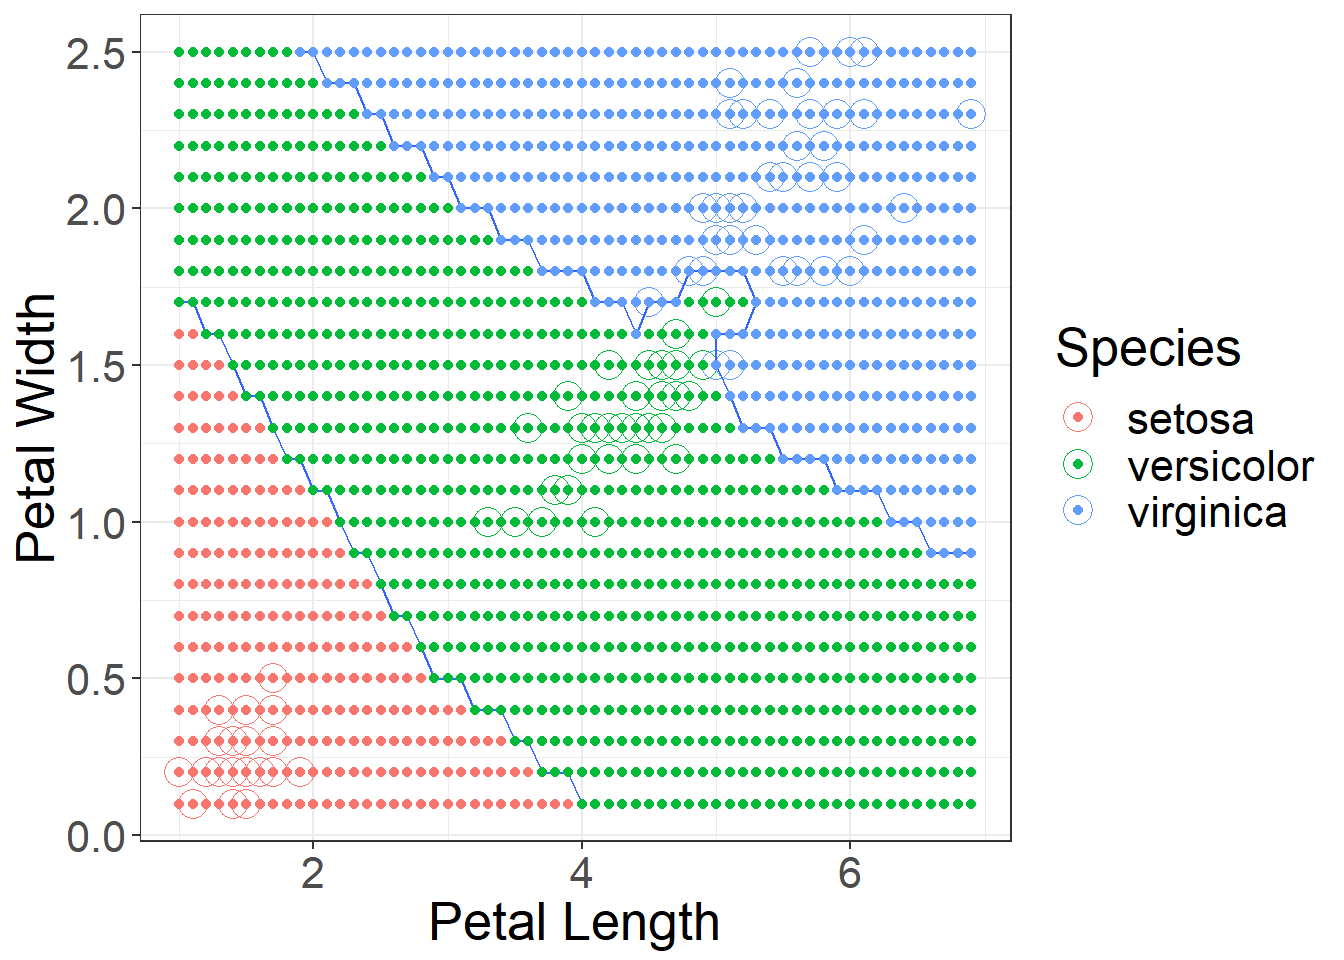 2.5
2.0
1.5
1.0
0.5
0.0
2 4 6
Petal Length
Petal Width
Species
setosa
versicolor
virginica